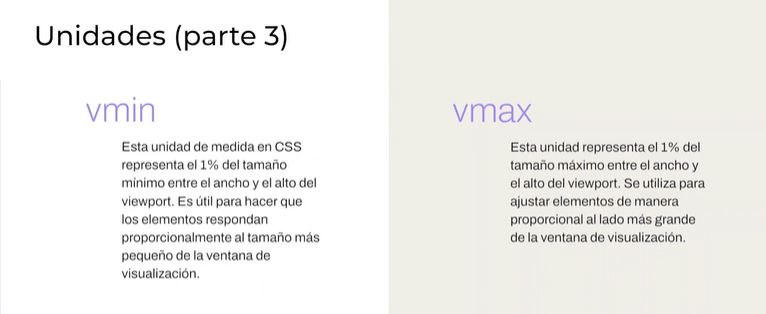 Unidades (parte 3)
vmin
Esta unidad de medida en CSS
representa el 1% del tamaño
mínimo entre el ancho y el alto del
viewport. Es útil para hacer que
los elementos respondan
proporcionalmente al tamaño más
pequeño de la ventana de
visualización.
vmax
Esta unidad representa el 1% del
tamaño máximo entre el ancho y
el alto del viewport. Se utiliza para
ajustar elementos de manera
proporcional al lado más grande
de la ventana de visualización.